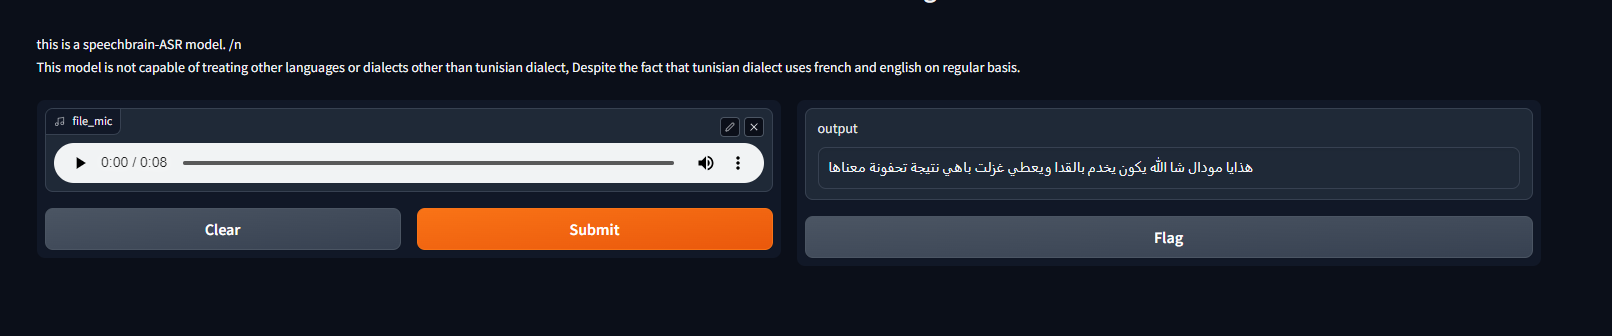 this is a speechbrain-ASR model. /n
This model is not capable of treating other languages or dialects other than tunisian dialect, Despite the fact that tunisian dialect uses french and english on regular basis.
file_mic
0:00 / 0:08
Clear
Submit
output
هذايا مودال شا الله يكون يخدم بالقدا ويعطي غزلت باهي نتيجة تحفونة معناها
Flag